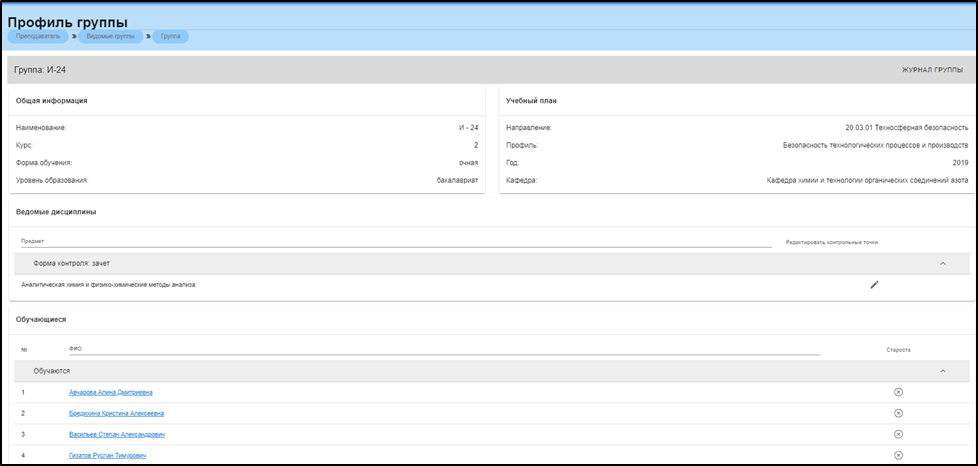 Профиль группы
Преподаватель » Ведомые группы » Группа
Группа: И-24 ЖУРНАЛ ГРУППЫ
Общая информация
Наименование: И - 24
Курс: 2
Форма обучения: очная
Уровень образования: бакалавриат
Учебный план
Направление: 20.03.01 Техносферная безопасность
Профиль: Безопасность технологических процессов и производств
Год: 2019
Кафедра: Кафедра химии и технологии органических соединений азота
Ведомые дисциплины
Предмет Редактировать контрольные точки
Форма контроля: зачет
Аналитическая химия и физико-химические методы анализа
Обучающиеся
№ ФИО Староста
Обучаются
1 Авчарова Алина Дмитриевна
2 Бредихина Кристина Алексеевна
3 Васильев Степан Александрович
4 Гизатов Руслан Тимурович